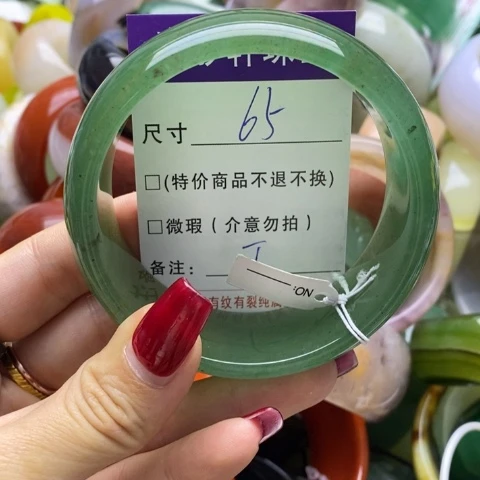 尺寸 65
□(特价商品不退不换)
□微瑕(介意勿拍)
备注:
NO:
有纹有裂纯